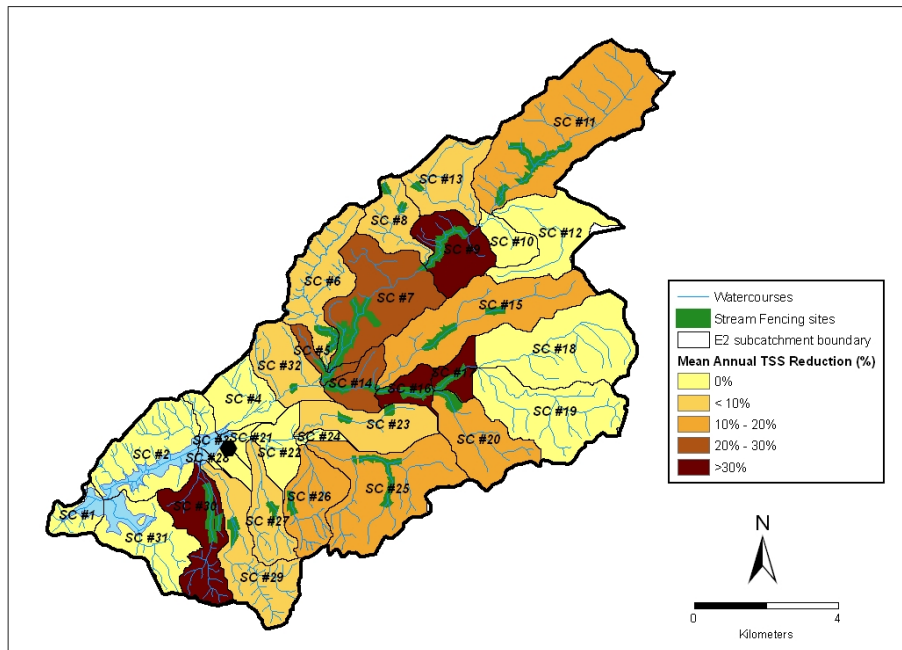 SC #11
SC #13
SC #8
SC #12
SC #10
SC #9
SC #6
SC #7
SC #15
SC #5
SC #18
SC #32
SC #14
SC #16
SC #1
SC #4
SC #19
SC #23
SC #24
SC #21
SC #20
SC #22
SC #2
SC #28
SC #25
SC #26
SC #30
SC #27
SC #1
SC #31
SC #29
Watercourses
Stream Fencing sites
E2 subcatchment boundary
Mean Annual TSS Reduction (%)
0%
< 10%
10% - 20%
20% - 30%
>30%
N
0 2 4
Kilometers